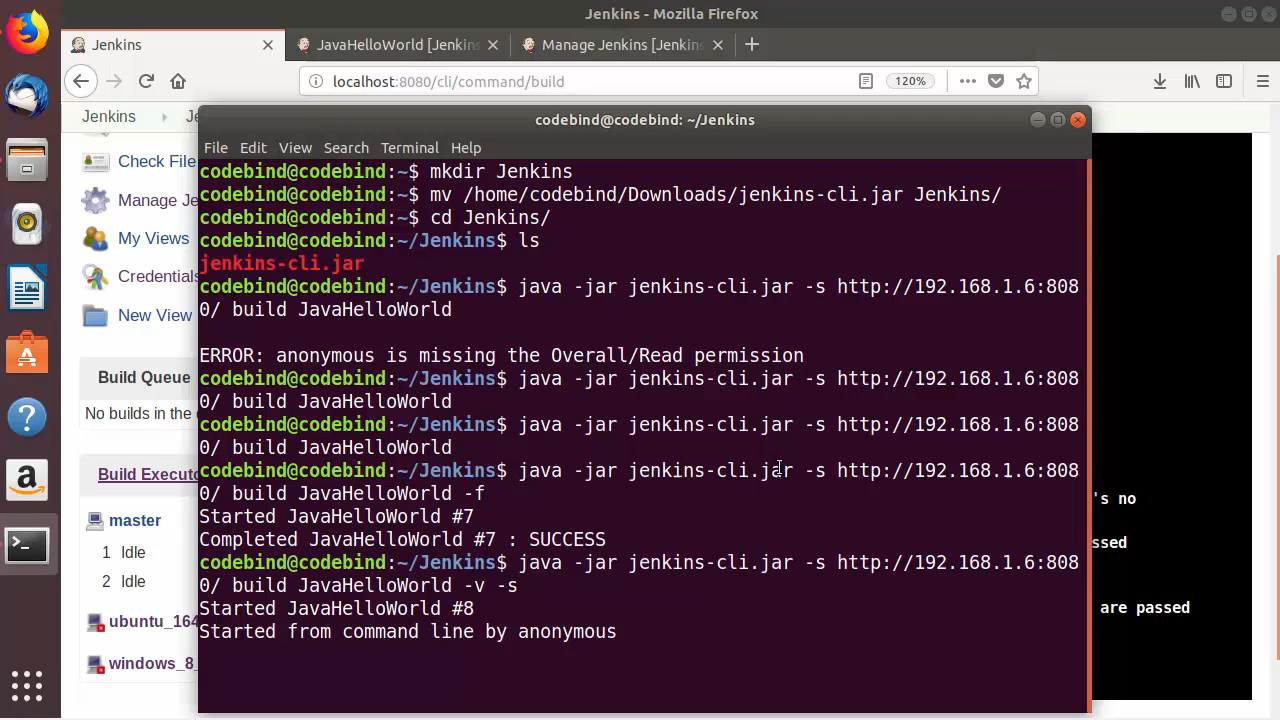 Jenkins - Mozilla Firefox
Jenkins
JavaHelloWorld [Jenkins
Manage Jenkins [Jenkins
localhost:8080/cli/command/build
120%
Jenkins
codebind@codebind: ~/Jenkins
File Edit View Search Terminal Help
Check File
Manage Je
My Views
Credentials
New View
Build Queue
No builds in the
Build Execut
master
1 Idle
2 Idle
ubuntu_164
windows_8_
codebind@codebind:~$ mkdir Jenkins
codebind@codebind:~$ mv /home/codebind/Downloads/jenkins-cli.jar Jenkins/
codebind@codebind:~$ cd Jenkins/
codebind@codebind:~/Jenkins$ ls
jenkins-cli.jar
codebind@codebind:~/Jenkins$ java -jar jenkins-cli.jar -s http://192.168.1.6:808
0/ build JavaHelloWorld
ERROR: anonymous is missing the Overall/Read permission
codebind@codebind:~/Jenkins$ java -jar jenkins-cli.jar -s http://192.168.1.6:808
0/ build JavaHelloWorld
codebind@codebind:~/Jenkins$ java -jar jenkins-cli.jar -s http://192.168.1.6:808
0/ build JavaHelloWorld
codebind@codebind:~/Jenkins$ java -jar jenkins-cli.jar -s http://192.168.1.6:808
0/ build JavaHelloWorld -f
Started JavaHelloWorld #7
Completed JavaHelloWorld #7 : SUCCESS
codebind@codebind:~/Jenkins$ java -jar jenkins-cli.jar -s http://192.168.1.6:808
0/ build JavaHelloWorld -v -s
Started JavaHelloWorld #8
Started from command line by anonymous
's no
ssed
are passed